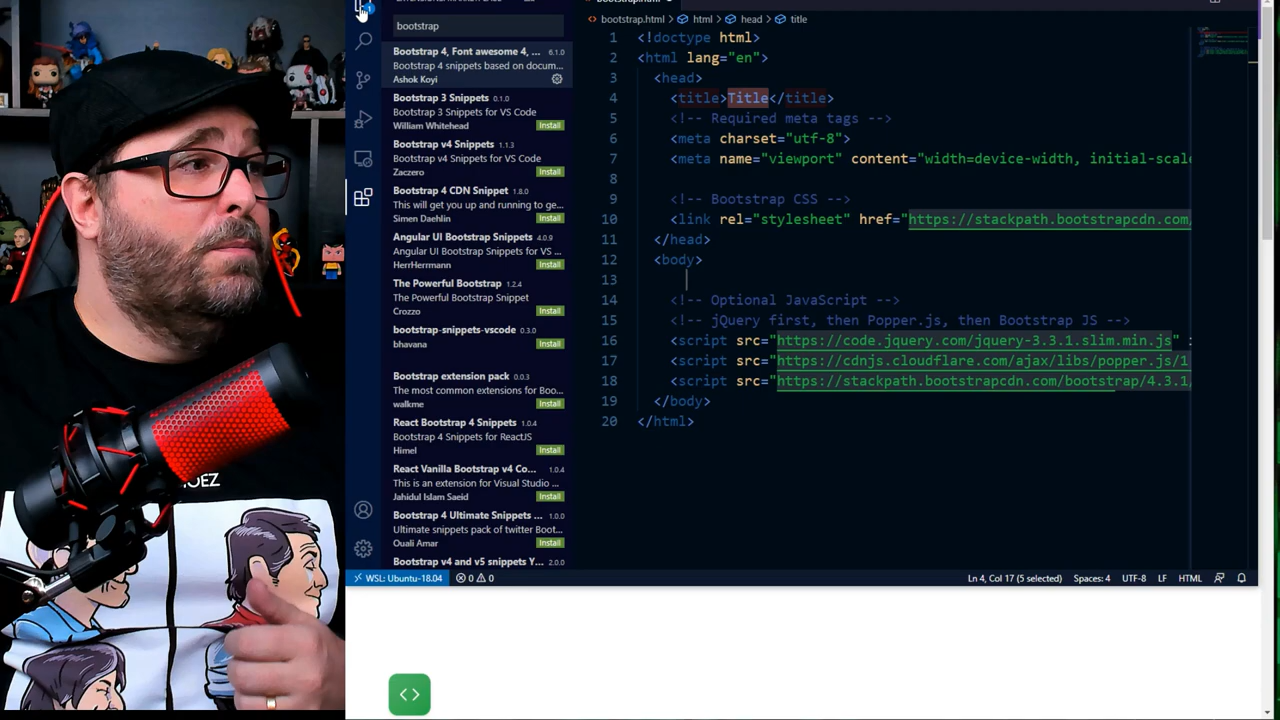 bootstrap
Bootstrap 4, Font awesome 4, ... 6.1.0
Bootstrap 4 snippets based on docum...
Ashok Koyi
Bootstrap 3 Snippets 0.1.0
Bootstrap 3 Snippets for VS Code
William Whitehead Install
Bootstrap v4 Snippets 1.1.3
Bootstrap v4 Snippets for VS Code
Zaczero Install
Bootstrap 4 CDN Snippet 1.8.0
This will get you up and running to ge...
Simen Daehlin Install
Angular UI Bootstrap Snippets 4.0.9
Angular UI Bootstrap Snippets for VS ...
HerrHerrmann Install
The Powerful Bootstrap 1.2.4
The Powerful Bootstrap Snippet
Crozzo Install
bootstrap-snippets-vscode 0.3.0
bhavana Install
Bootstrap extension pack 0.0.3
The most common extensions for Boo...
walkme Install
React Bootstrap 4 Snippets 1.0.4
Bootstrap 4 Snippets for ReactJS
Himel Install
React Vanilla Bootstrap v4 Co... 1.0.4
This is an extension for Visual Studio ...
Jahidul Islam Saeid Install
Bootstrap 4 Ultimate Snippets ... 1.0.0
Ultimate snippets pack of twitter Boot...
Ouali Amar Install
Bootstrap v4 and v5 snippets Y... 2.0.0
bootstrap.html > html > head > title
1 <!doctype html>
2 <html lang="en">
3 <head>
4 <title>Title</title>
5 <!-- Required meta tags -->
6 <meta charset="utf-8">
7 <meta name="viewport" content="width=device-width, initial-scale
8
9 <!-- Bootstrap CSS -->
10 <link rel="stylesheet" href="https://stackpath.bootstrapcdn.com/
11 </head>
12 <body>
13
14 <!-- Optional JavaScript -->
15 <!-- jQuery first, then Popper.js, then Bootstrap JS -->
16 <script src="https://code.jquery.com/jquery-3.3.1.slim.min.js"
17 <script src="https://cdnjs.cloudflare.com/ajax/libs/popper.js/1
18 <script src="https://stackpath.bootstrapcdn.com/bootstrap/4.3.1/
19 </body>
20 </html>
WSL: Ubuntu-18.04 0 0 Ln 4, Col 17 (5 selected) Spaces: 4 UTF-8 LF HTML